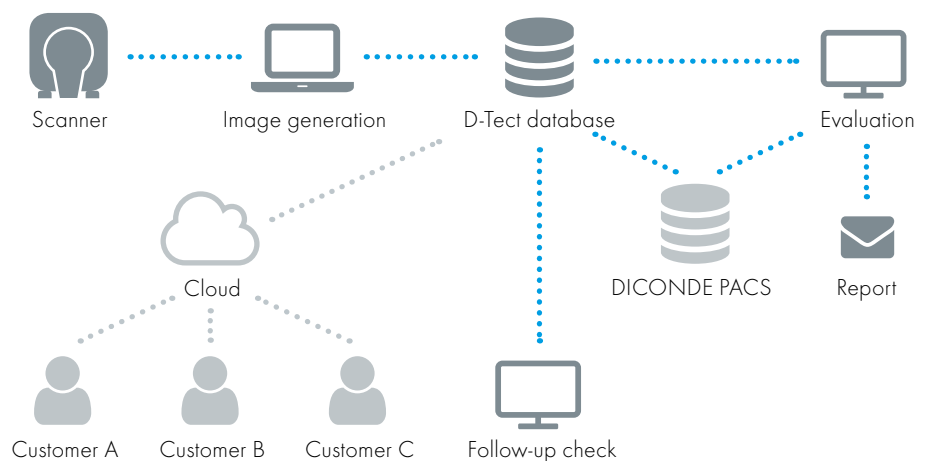 Scanner
Image generation
D-Tect database
Evaluation
Cloud
DICONDE PACS
Report
Customer A
Customer B
Customer C
Follow-up check